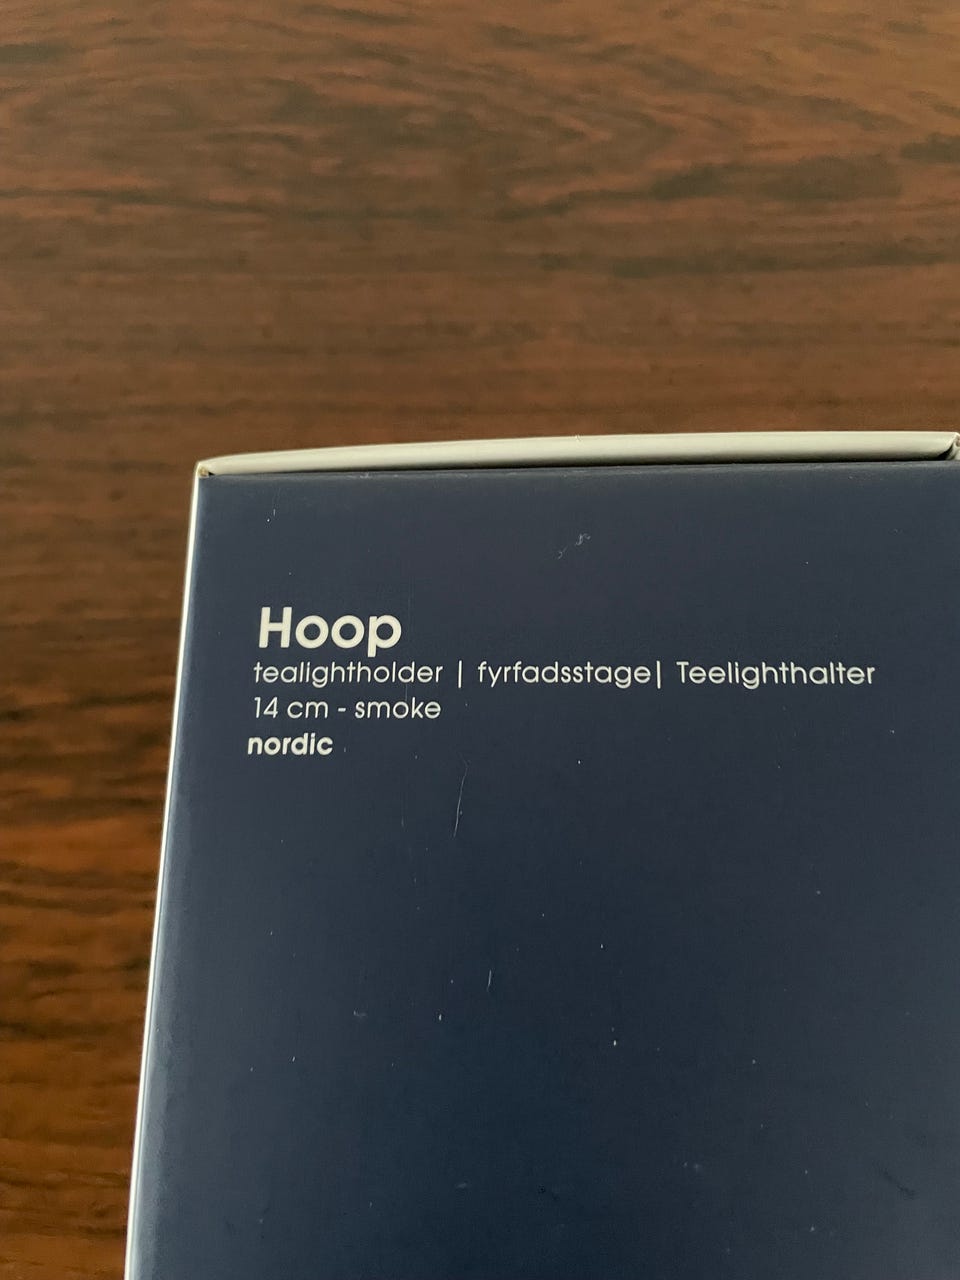 Hoop
tealightholder | fyrfadsstage| Teelighthalter
14 cm - smoke
nordic